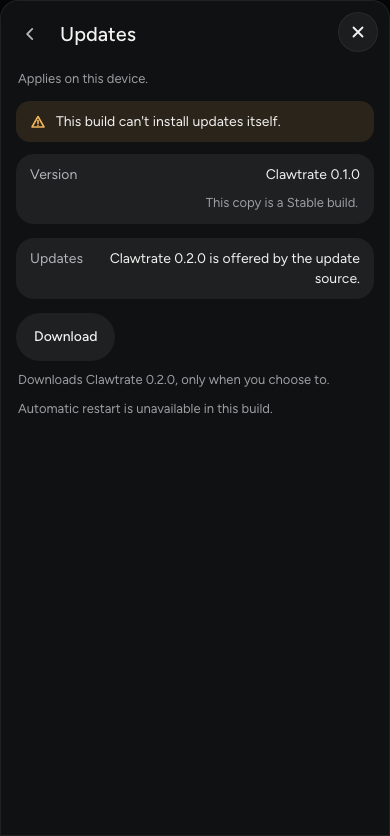 Updates
Applies on this device.
This build can't install updates itself.
Version
Clawtrate 0.1.0
This copy is a Stable build.
Updates
Clawtrate 0.2.0 is offered by the update
source.
Download
Downloads Clawtrate 0.2.0, only when you choose to.
Automatic restart is unavailable in this build.